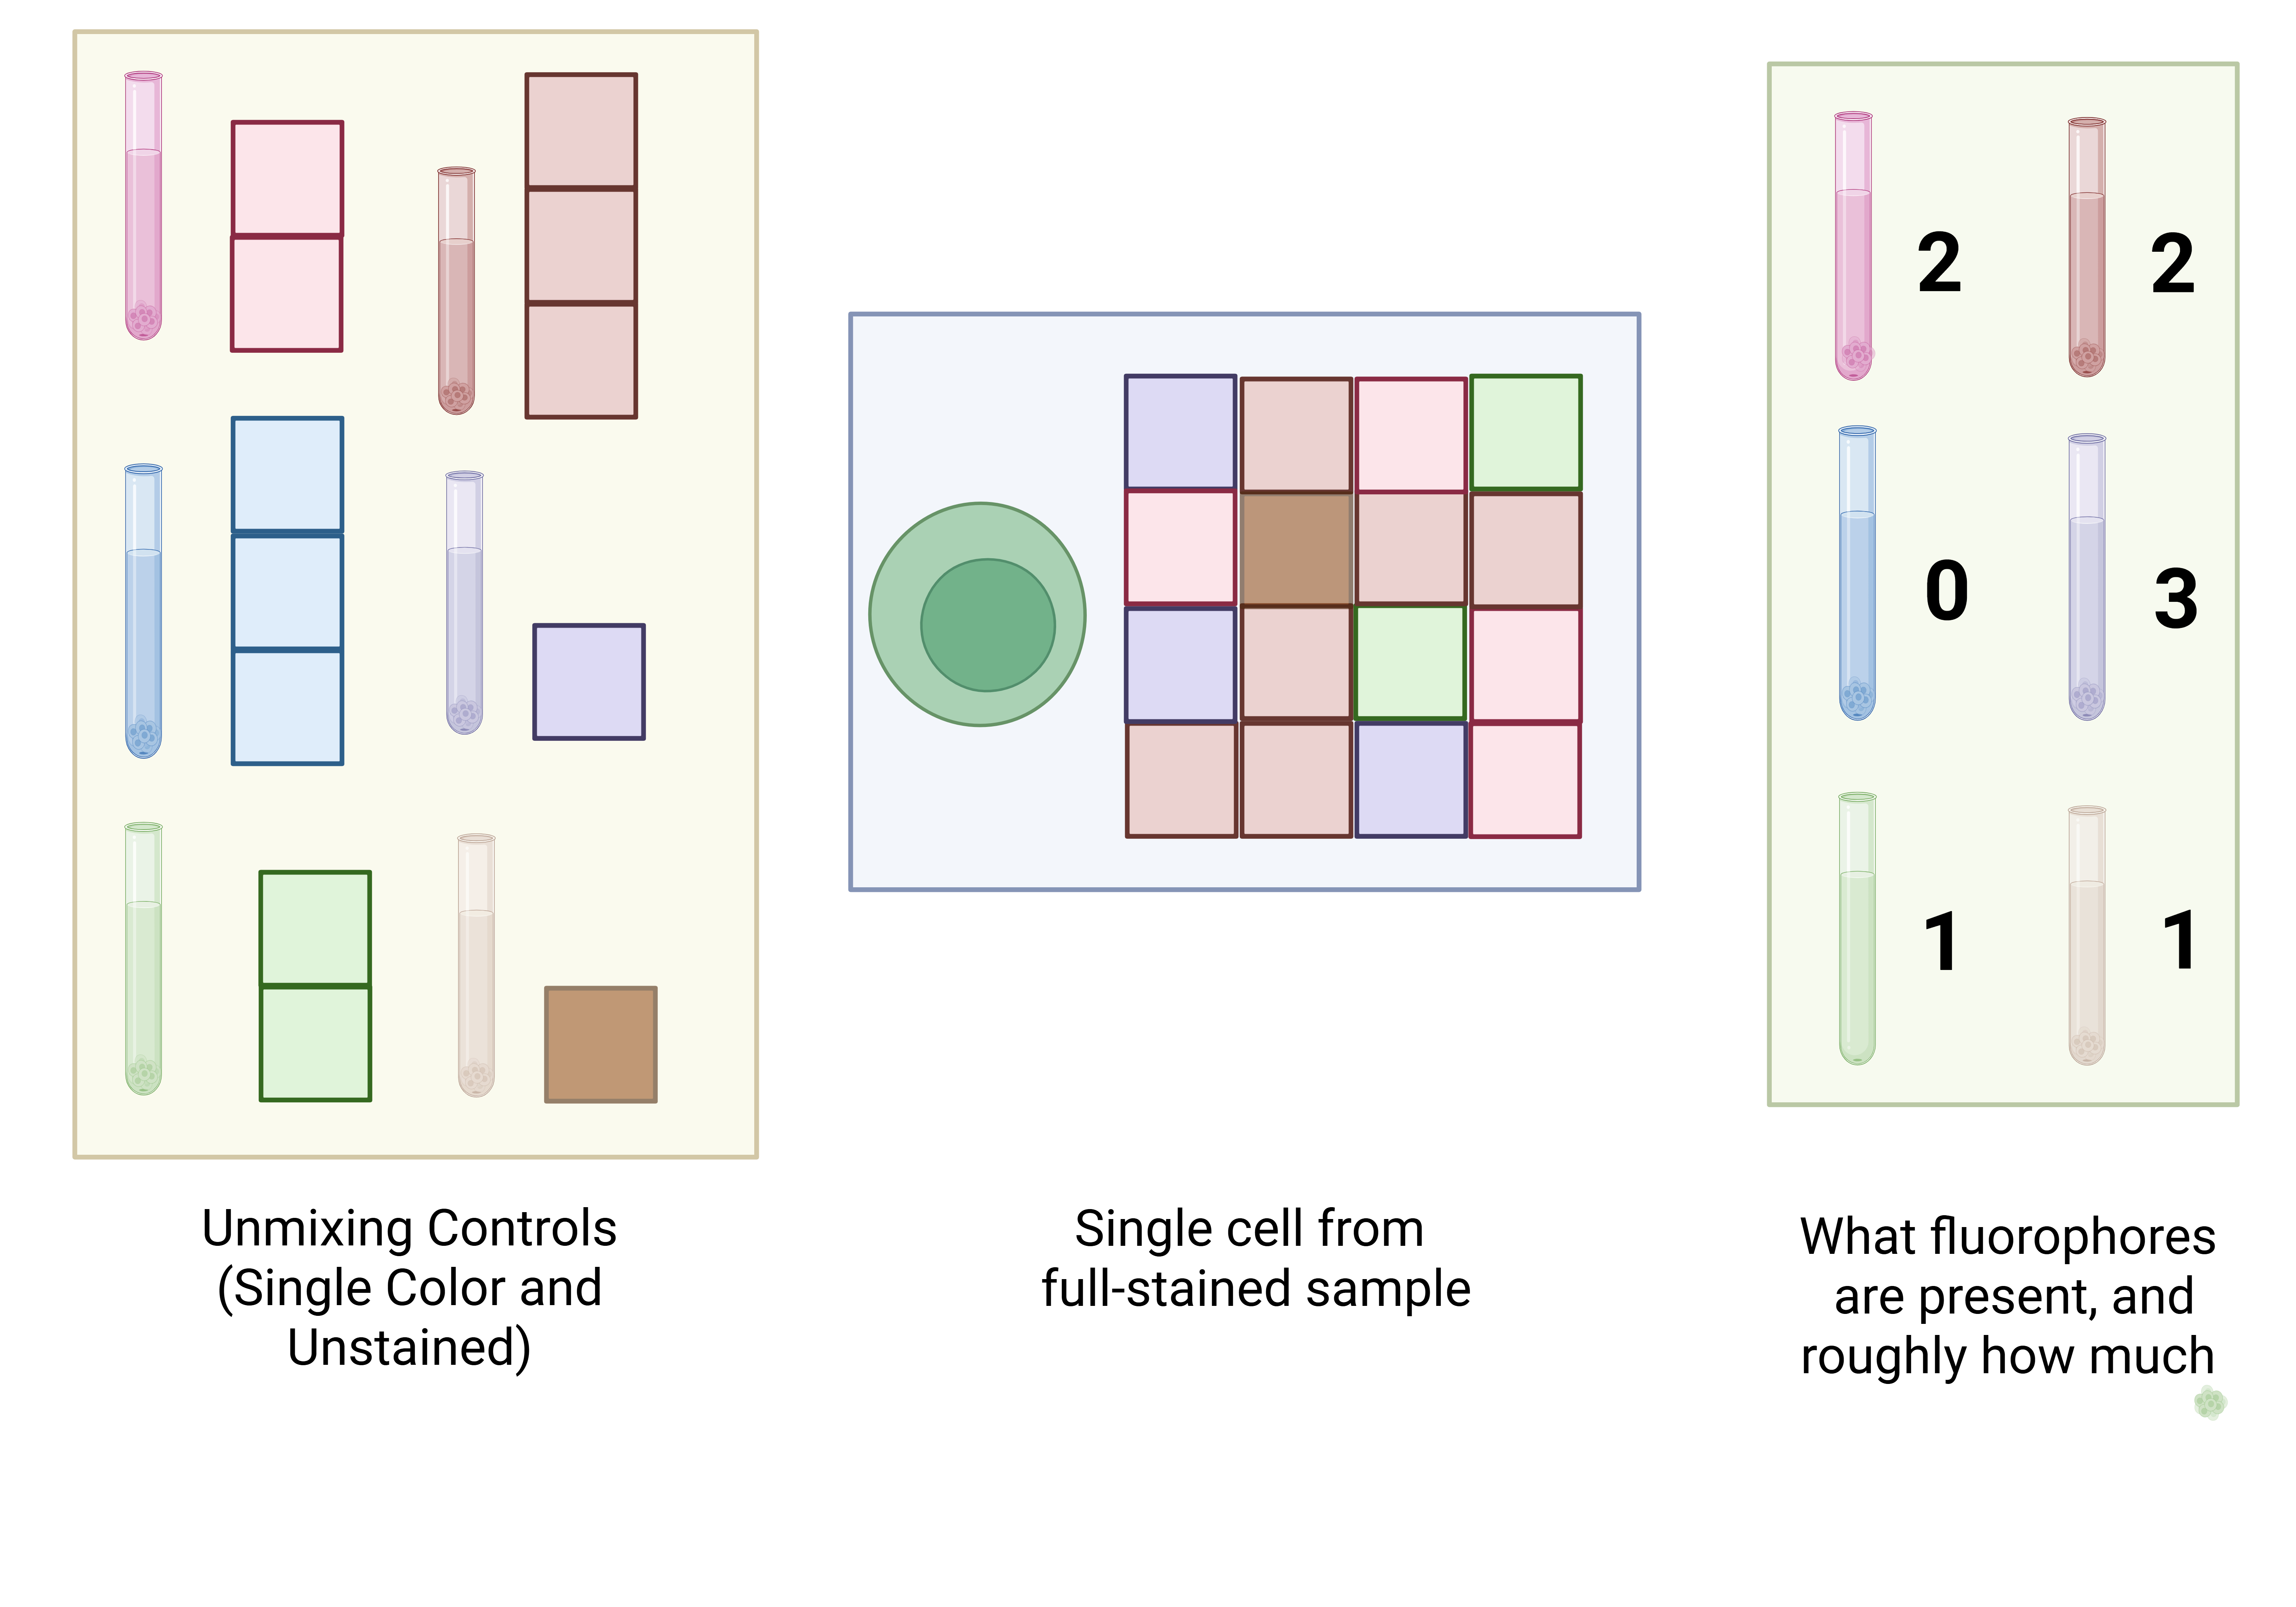 2
2
0
3
1
1
Unmixing Controls
(Single Color and
Unstained)
Single cell from
full-stained sample
What fluorophores
are present, and
roughly how much